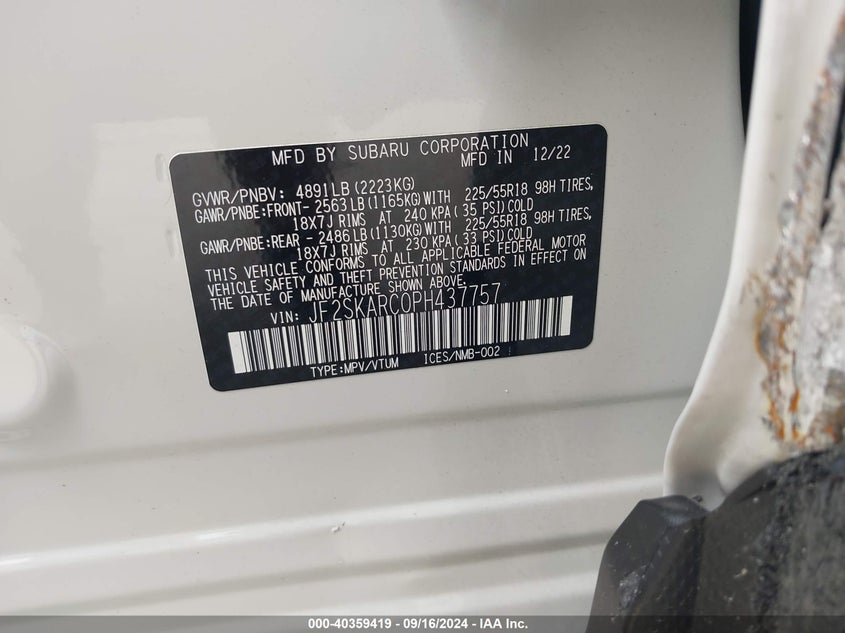 MFD BY SUBARU CORPORATION
MFD IN 12/22
GVWR/PNBV: 4891LB(2223KG)
GAWR/PNBE:FRONT- 2563LB(1165KG)WITH 225/55R18 98H TIRES,
18X7J RIMS AT 240 KPA( 35 PSI)COLD
GAWR/PNBE:REAR - 2486LB(1130KG)WITH 225/55R18 98H TIRES,
18X7J RIMS AT 230 KPA( 33 PSI)COLD
THIS VEHICLE CONFORMS TO ALL APPLICABLE FEDERAL MOTOR
VEHICLE SAFETY AND THEFT PREVENTION STANDARDS IN EFFECT ON
THE DATE OF MANUFACTURE SHOWN ABOVE.
VIN: JF2SKARC0PH437757
TYPE:MPV/VTUM ICES/NMB-002
000-40359419 - 09/16/2024 - IAA Inc.